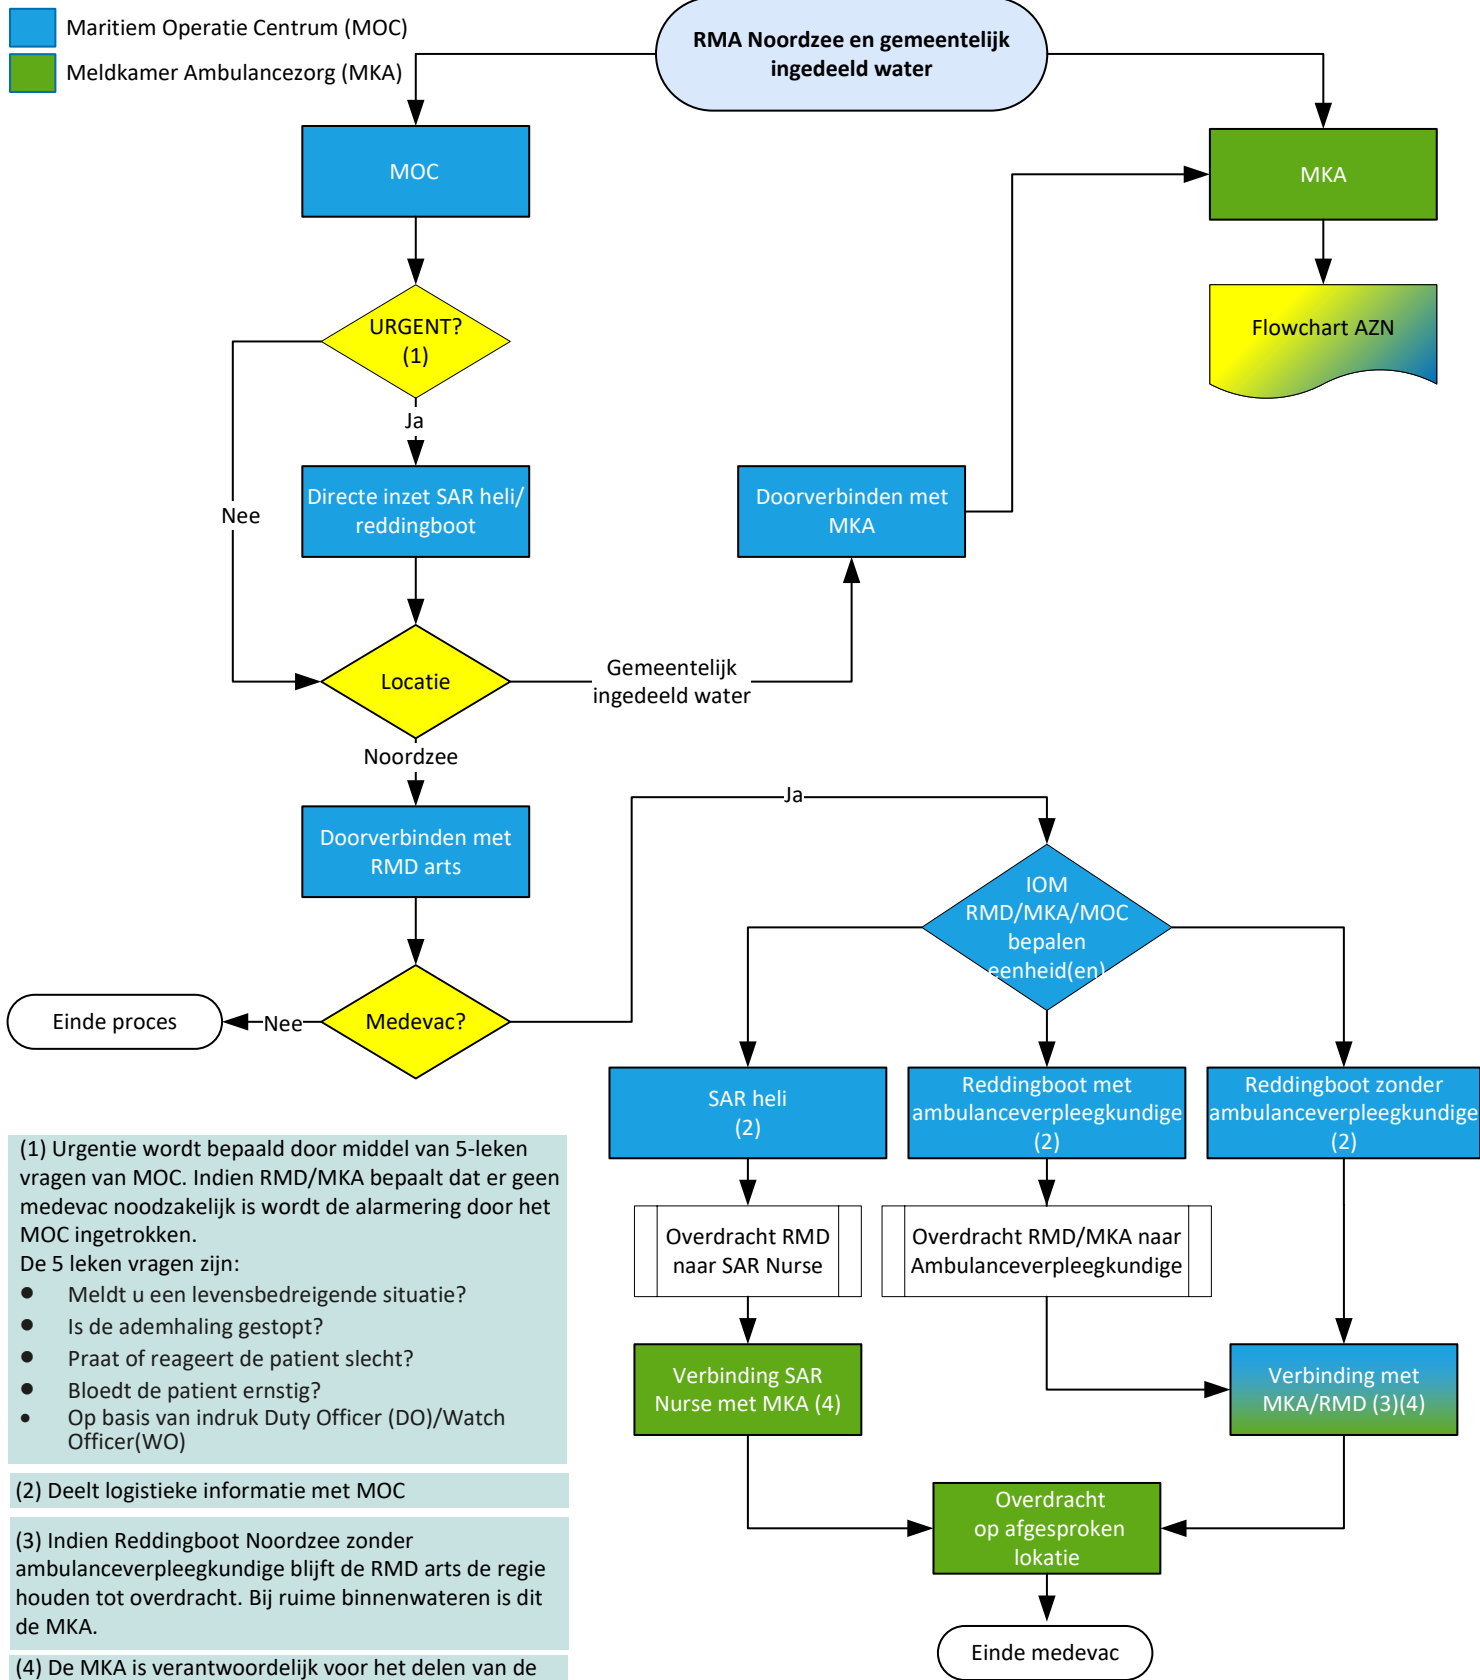 Maritiem Operatie Centrum (MOC)
Meldkamer Ambulancezorg (MKA)
RMA Noordzee en gemeentelijk
ingedeeld water
MOC
MKA
URGENT?
(1)
Flowchart AZN
Ja
Nee
Directe inzet SAR heli/
reddingboot
Doorverbinden met
MKA
Locatie
Gemeentelijk
ingedeeld water
Noordzee
Doorverbinden met
RMD arts
Ja
IOM
RMD/MKA/MOC
bepalen
eenheid(en)
Einde proces
Nee
Medevac?
SAR heli
(2)
Reddingboot met
ambulanceverpleegkundige
(2)
Reddingboot zonder
ambulanceverpleegkundige
(2)
Overdracht RMD
naar SAR Nurse
Overdracht RMD/MKA naar
Ambulanceverpleegkundige
Verbinding SAR
Nurse met MKA (4)
Verbinding met
MKA/RMD (3)(4)
Overdracht
op afgesproken
lokatie
Einde medevac
(1) Urgentie wordt bepaald door middel van 5-leken
vragen van MOC. Indien RMD/MKA bepaalt dat er geen
medevac noodzakelijk is wordt de alarmering door het
MOC ingetrokken.
De 5 leken vragen zijn:
• Meldt u een levensbedreigende situatie?
• Is de ademhaling gestopt?
• Praat of reageert de patient slecht?
• Bloedt de patient ernstig?
• Op basis van indruk Duty Officer (DO)/Watch
Officer(WO)
(2) Deelt logistieke informatie met MOC
(3) Indien Reddingboot Noordzee zonder
ambulanceverpleegkundige blijft de RMD arts de regie
houden tot overdracht. Bij ruime binnenwateren is dit
de MKA.
(4) De MKA is verantwoordelijk voor het delen van de